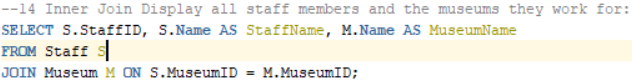 --14 Inner Join Display all staff members and the museums they work for:
SELECT S.StaffID, S.Name AS StaffName, M.Name AS MuseumName
FROM Staff S
JOIN Museum M ON S.MuseumID = M.MuseumID;